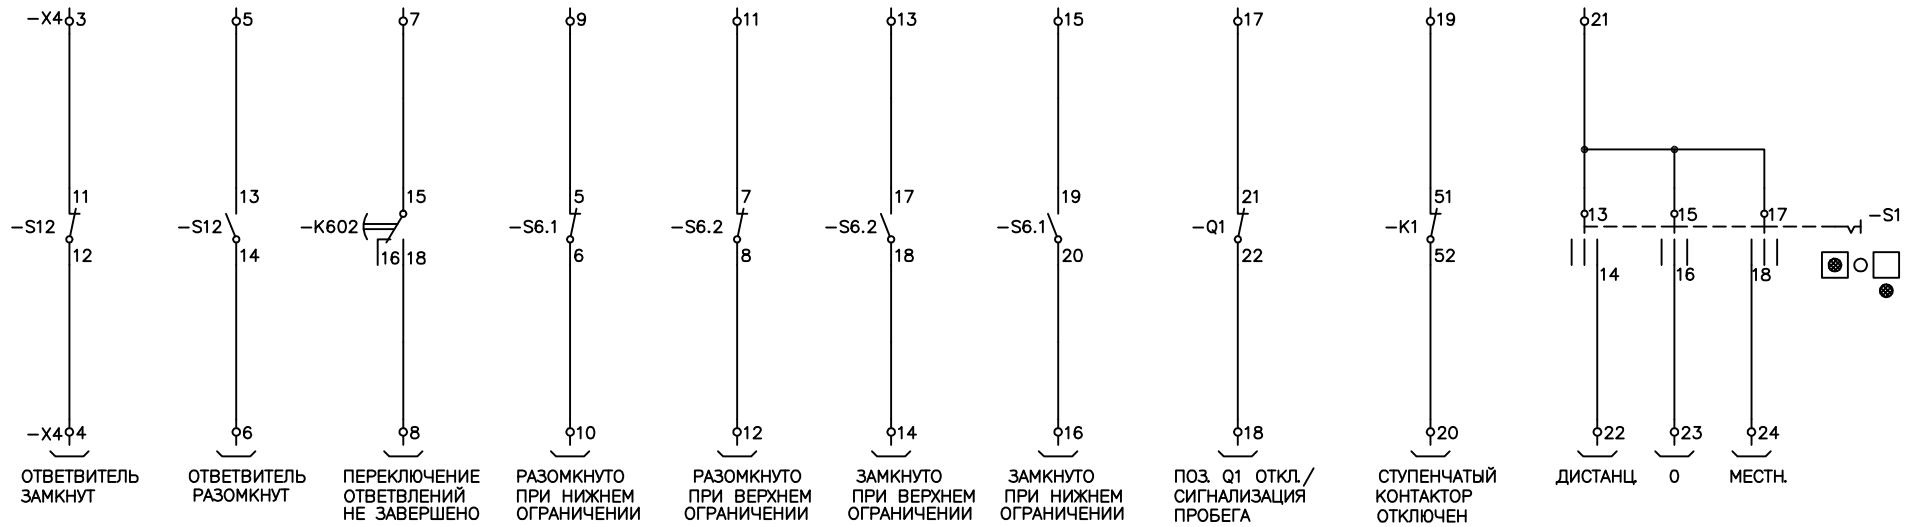 -X4 3 5 7 9 11 13 15 17 19 21
11 13 15 5 7 17 19 21 51
-S12 -S12 -K602 -S6.1 -S6.2 -S6.2 -S6.1 -Q1 -K1 13 15 17 -S1
12 14 16 18 6 8 18 20 22 52 14 16 18
-X4 4 6 8 10 12 14 16 18 20 22 23 24
ОТВЕТВИТЕЛЬ
ЗАМКНУТ
ОТВЕТВИТЕЛЬ
РАЗОМКНУТ
ПЕРЕКЛЮЧЕНИЕ
ОТВЕТВЛЕНИЙ
НЕ ЗАВЕРШЕНО
РАЗОМКНУТО
ПРИ НИЖНЕМ
ОГРАНИЧЕНИИ
РАЗОМКНУТО
ПРИ ВЕРХНЕМ
ОГРАНИЧЕНИИ
ЗАМКНУТО
ПРИ ВЕРХНЕМ
ОГРАНИЧЕНИИ
ЗАМКНУТО
ПРИ НИЖНЕМ
ОГРАНИЧЕНИИ
ПОЗ. Q1 ОТКЛ./
СИГНАЛИЗАЦИЯ
ПРОБЕГА
СТУПЕНЧАТЫЙ
КОНТАКТОР
ОТКЛЮЧЕН
ДИСТАНЦ.
0
МЕСТН.